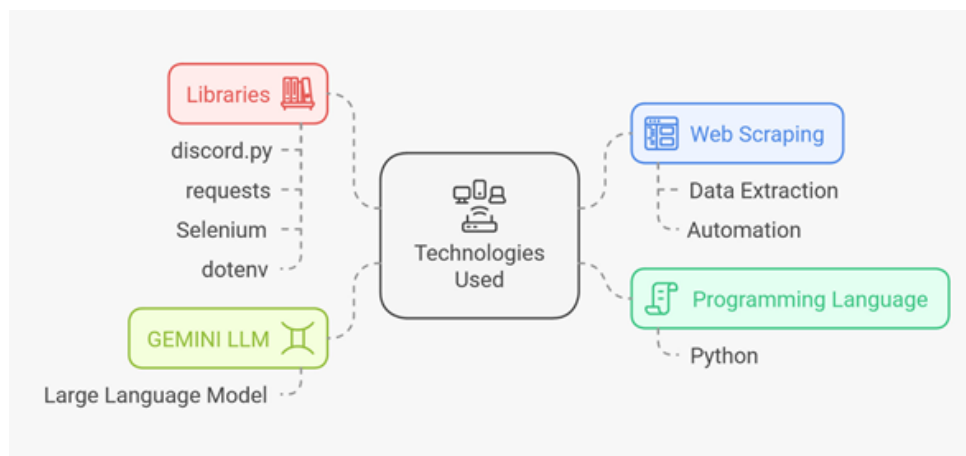 Libraries
discord.py
requests
Selenium
dotenv
GEMINI LLM
Large Language Model
Technologies
Used
Web Scraping
Data Extraction
Automation
Programming Language
Python